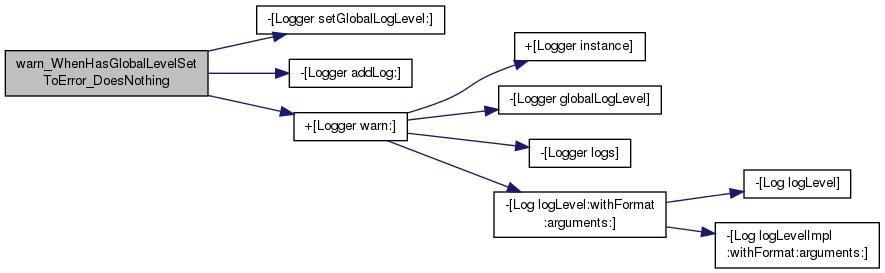 warn_WhenHasGlobalLevelSet
ToError_DoesNothing
-[Logger setGlobalLogLevel:]
-[Logger addLog:]
+[Logger warn:]
+[Logger instance]
-[Logger globalLogLevel]
-[Logger logs]
-[Log logLevel:withFormat
:arguments:]
-[Log logLevel]
-[Log logLevelImpl
:withFormat:arguments:]